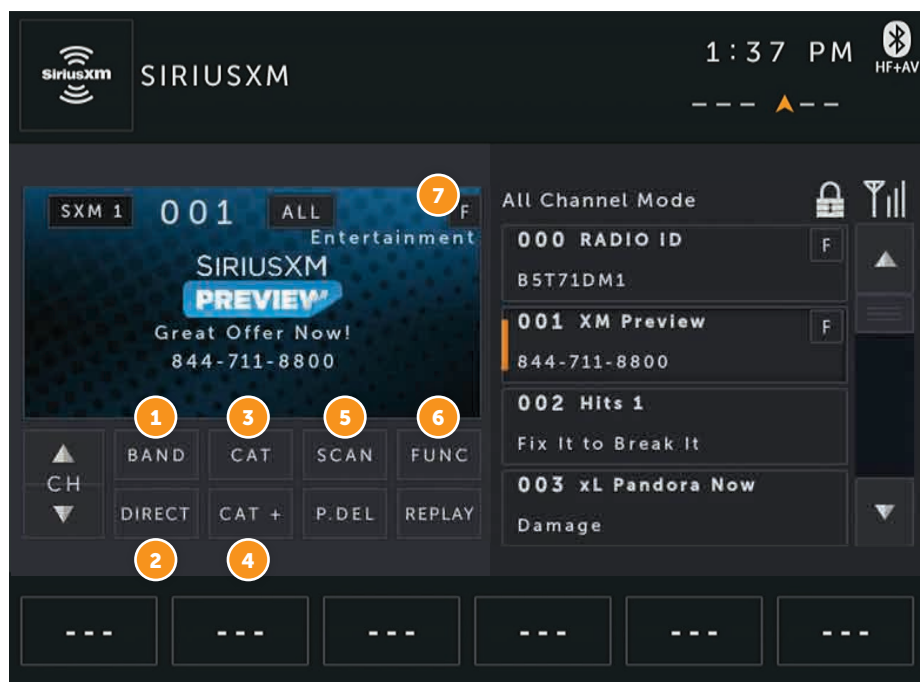 SiriusXM
SIRIUSXM
1:37 PM
HF+AV
--- --
7
SXM 1 001 ALL F
Entertainment
SIRIUSXM
PREVIEW
Great Offer Now!
844-711-8800
1 3 5 6
CH
BAND CAT SCAN FUNC
DIRECT CAT + P.DEL REPLAY
2 4
All Channel Mode
000 RADIO ID F
B5T71DM1
001 XM Preview F
844-711-8800
002 Hits 1
Fix It to Break It
003 xL Pandora Now
Damage
--- --- --- --- --- ---